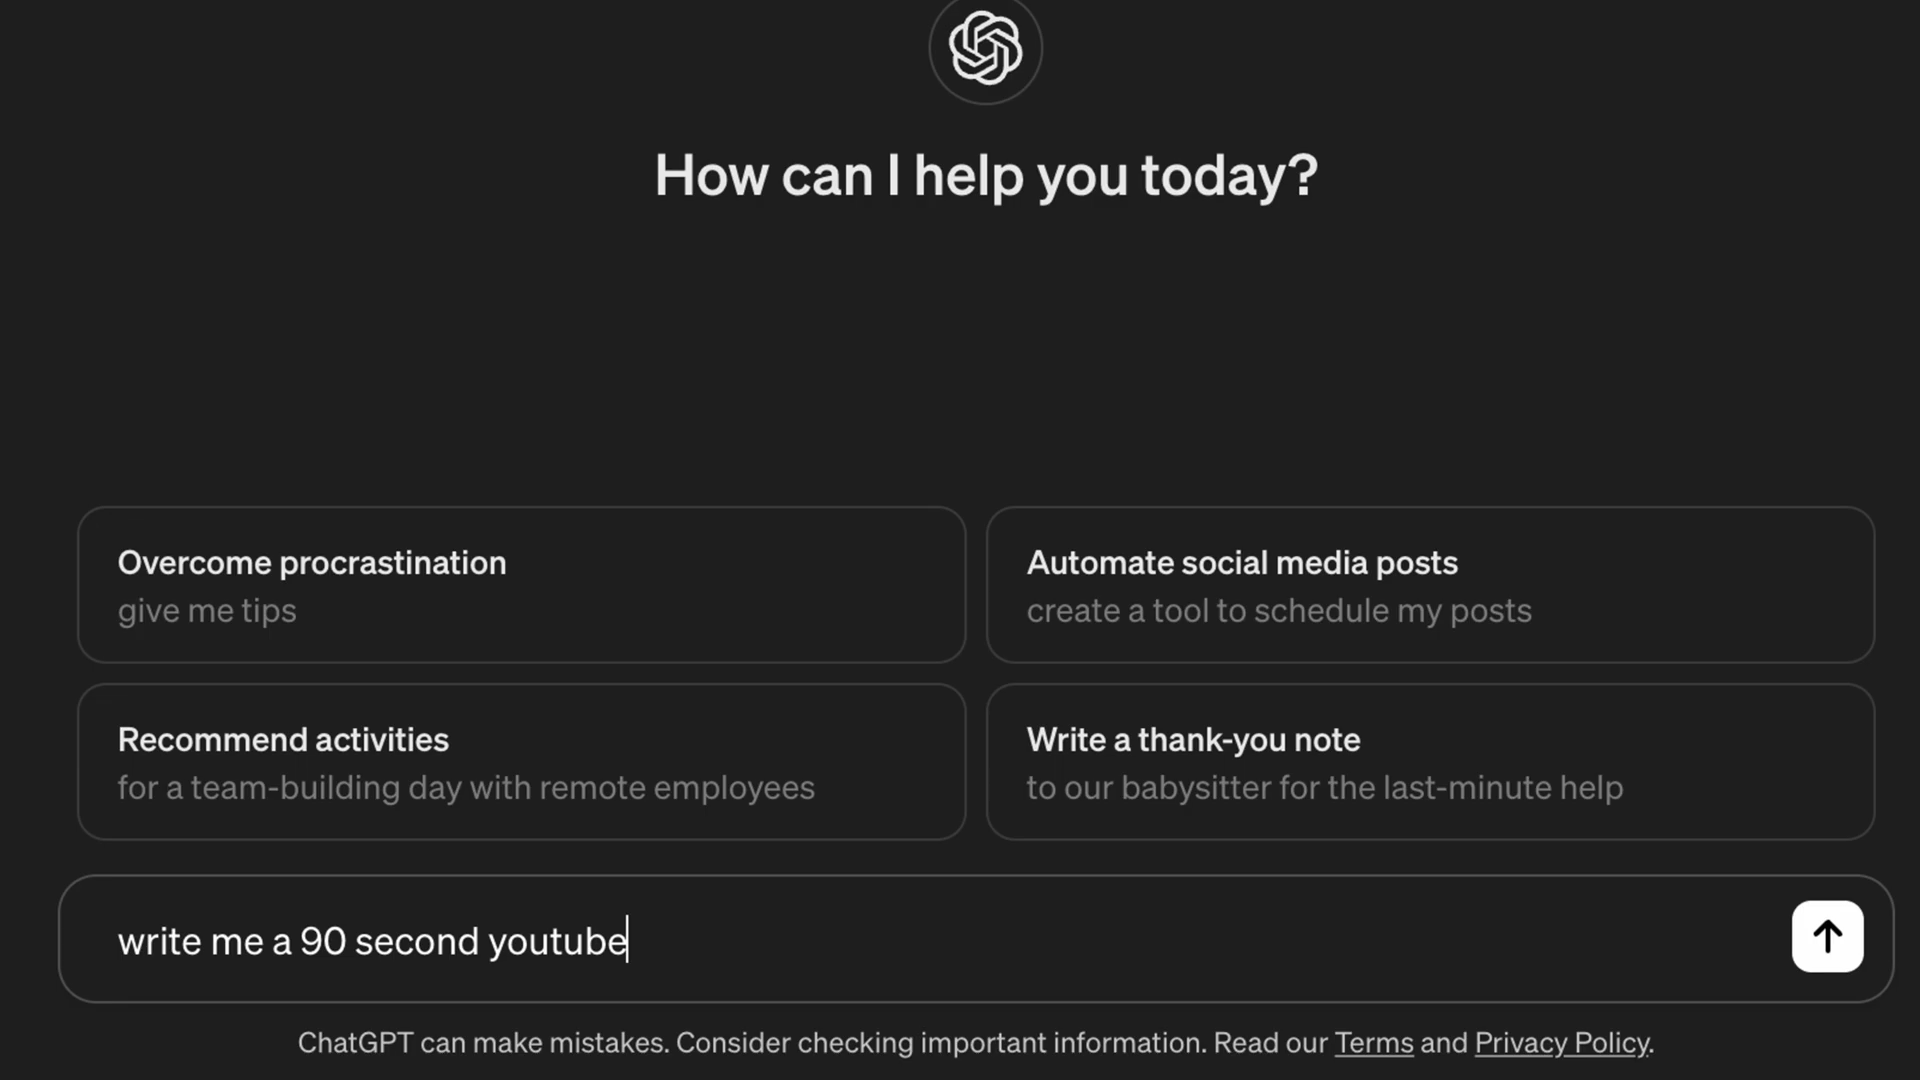 How can I help you today?
Overcome procrastination
give me tips
Automate social media posts
create a tool to schedule my posts
Recommend activities
for a team-building day with remote employees
Write a thank-you note
to our babysitter for the last-minute help
write me a 90 second youtube
ChatGPT can make mistakes. Consider checking important information. Read our Terms and Privacy Policy.